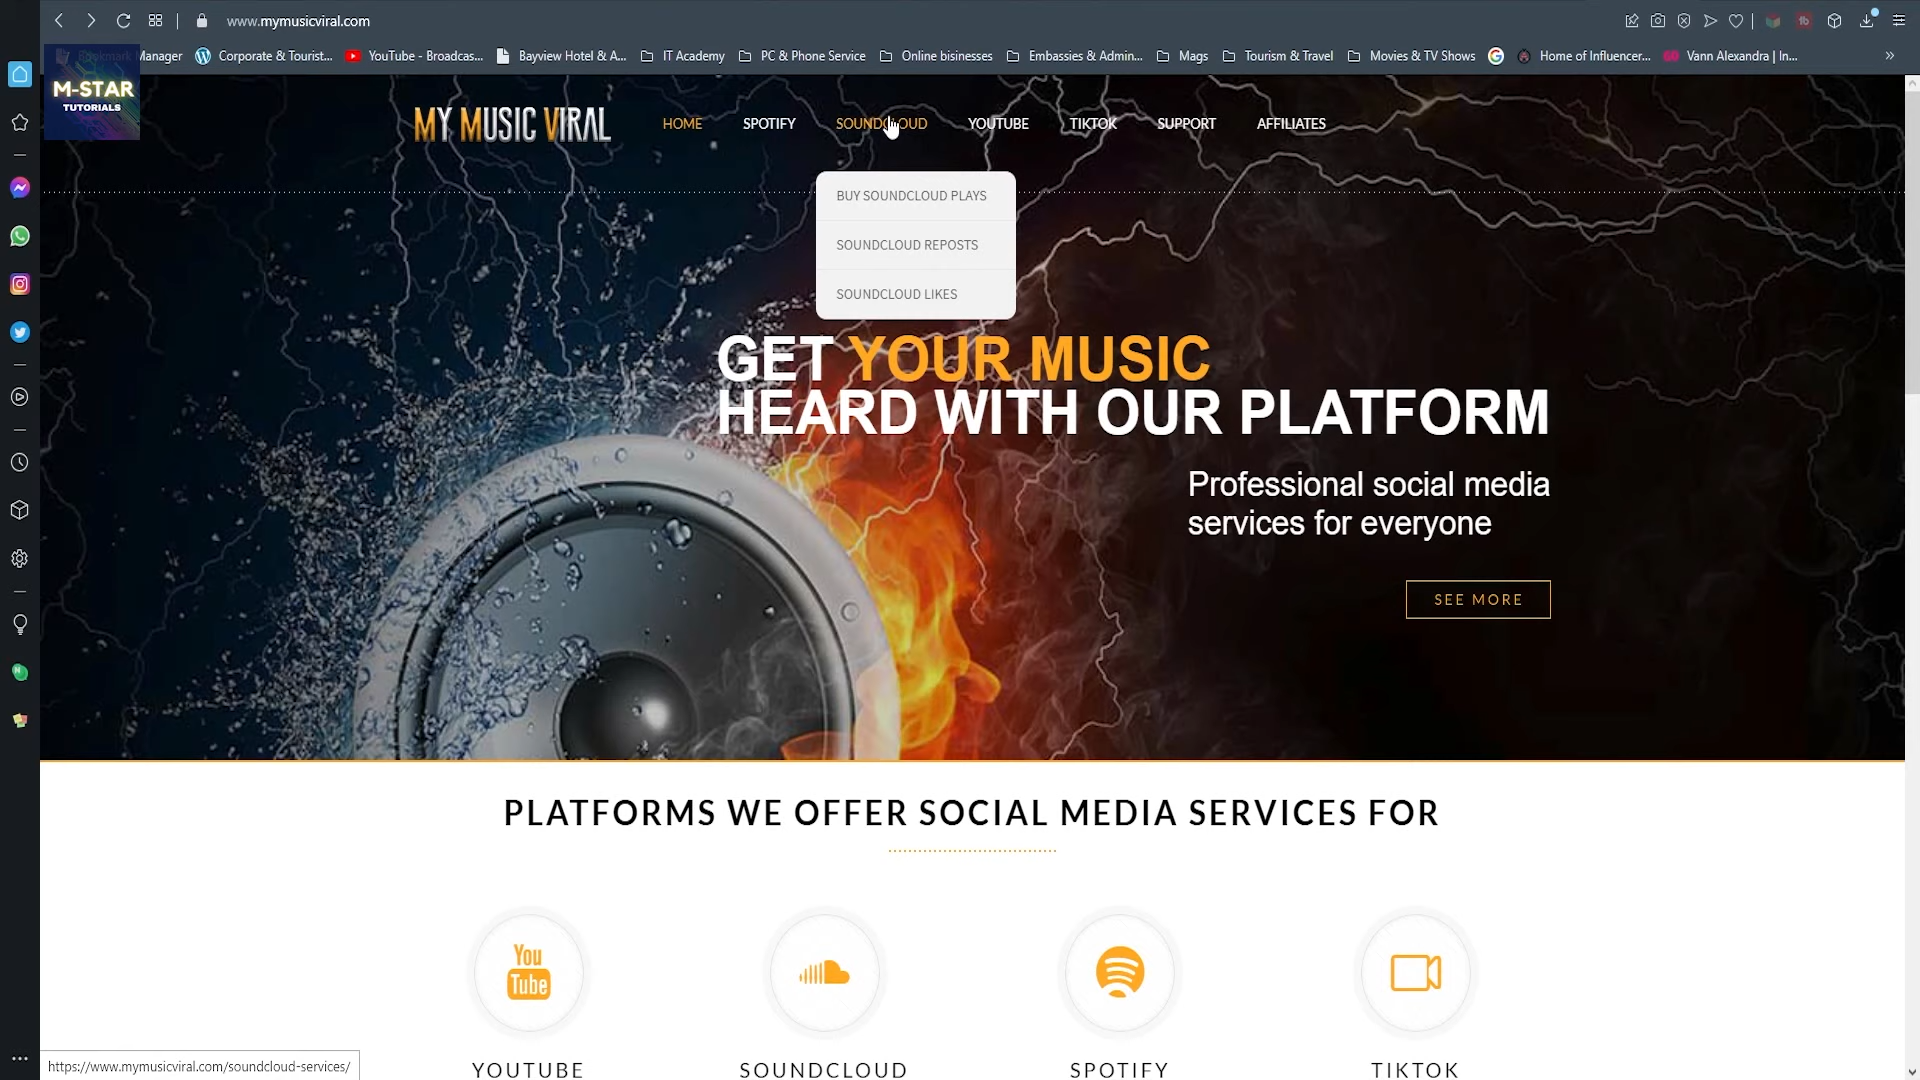 www.mymusicviral.com
Manager
Corporate & Tourist...
YouTube - Broadcas...
Bayview Hotel & A...
IT Academy
PC & Phone Service
Online bisinesses
Embassies & Admin...
Mags
Tourism & Travel
Movies & TV Shows
Home of Influencer...
Vann Alexandra | In...
»
M-STAR
TUTORIALS
MY MUSIC VIRAL
HOME
SPOTIFY
SOUNDCLOUD
YOUTUBE
TIKTOK
SUPPORT
AFFILIATES
BUY SOUNDCLOUD PLAYS
SOUNDCLOUD REPOSTS
SOUNDCLOUD LIKES
GET YOUR MUSIC
HEARD WITH OUR PLATFORM
Professional social media
services for everyone
SEE MORE
PLATFORMS WE OFFER SOCIAL MEDIA SERVICES FOR
You
Tube
YOUTUBE
SOUNDCLOUD
SPOTIFY
TIKTOK
https://www.mymusicviral.com/soundcloud-services/